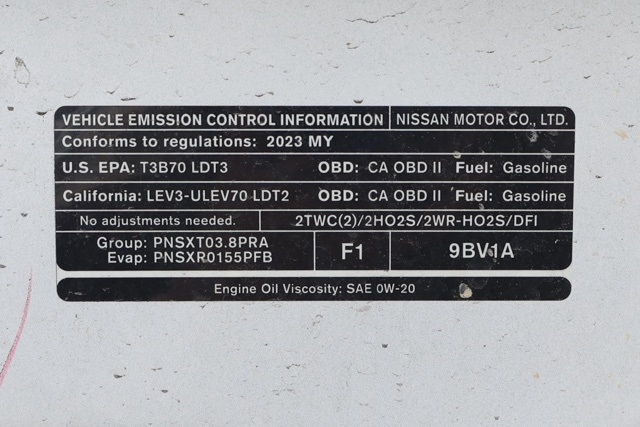 VEHICLE EMISSION CONTROL INFORMATION NISSAN MOTOR CO., LTD.
Conforms to regulations: 2023 MY
U.S. EPA: T3B70 LDT3 OBD: CA OBD II Fuel: Gasoline
California: LEV3-ULEV70 LDT2 OBD: CA OBD II Fuel: Gasoline
No adjustments needed. 2TWC(2)/2HO2S/2WR-HO2S/DFI
Group: PNSXT03.8PRA
Evap: PNSXR0155PFB
F1 9BV1A
Engine Oil Viscosity: SAE 0W-20